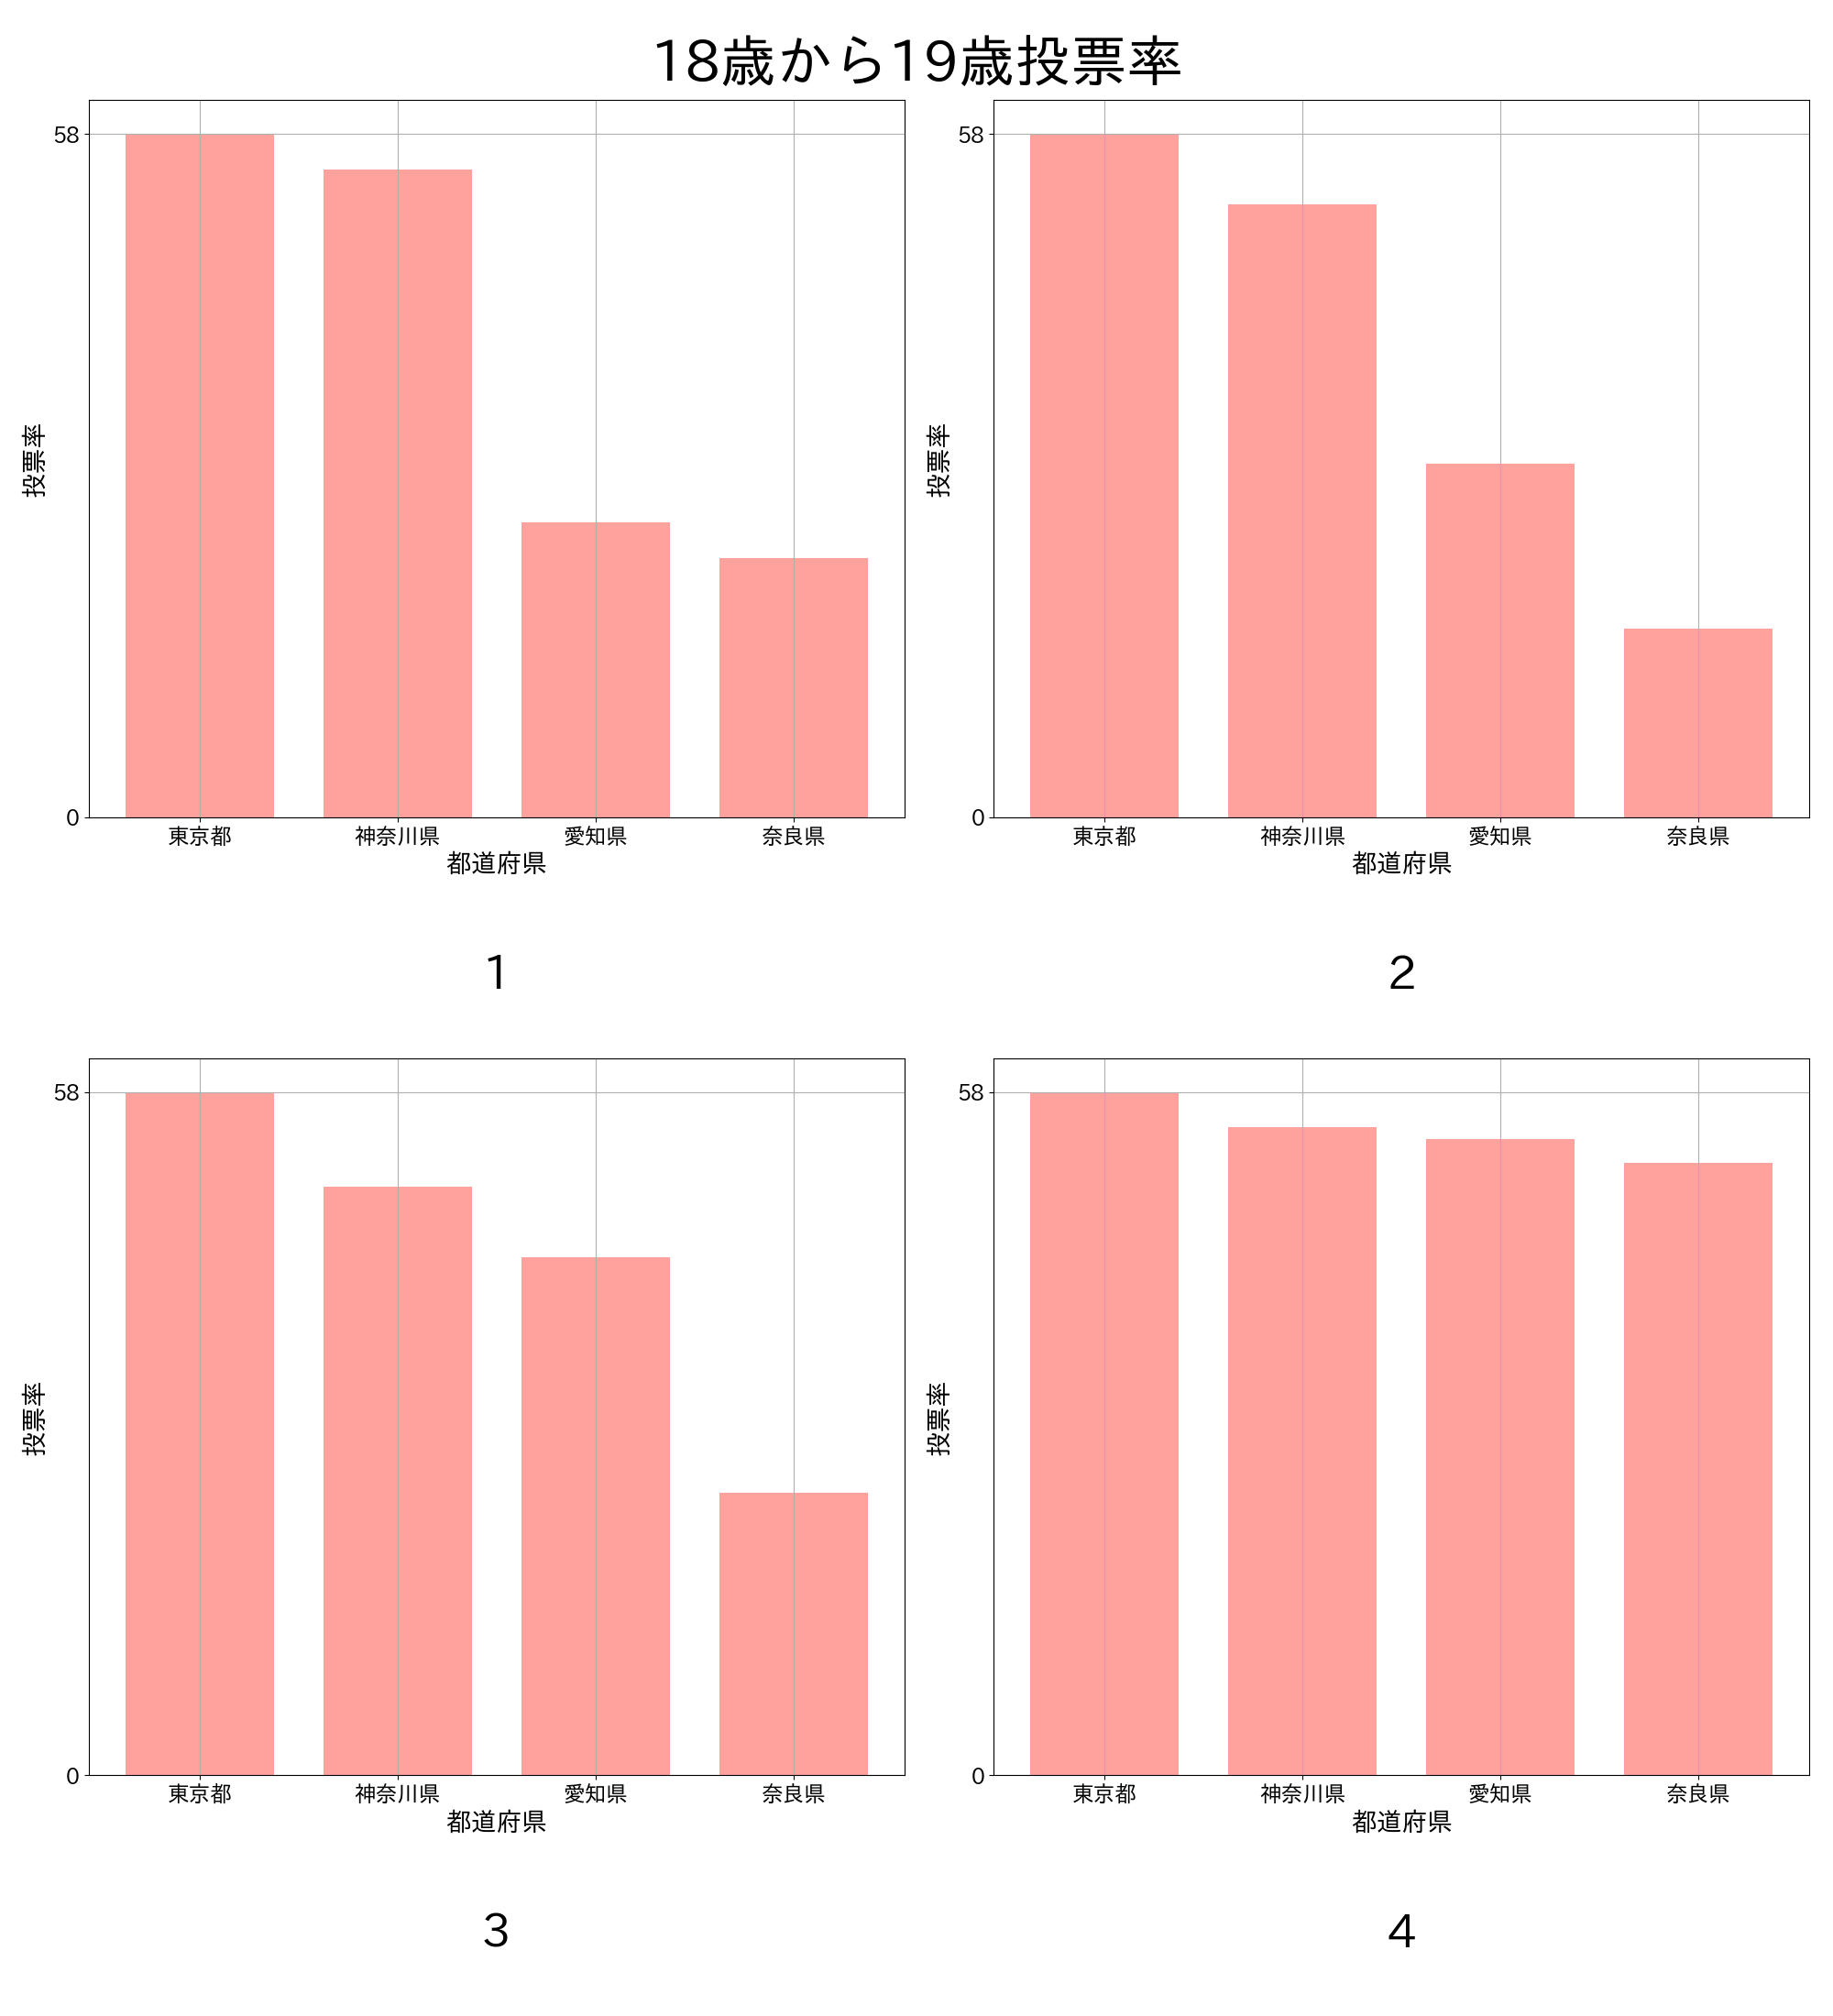 18歳から19歳投票率
58
0
投票率
東京都 神奈川県 愛知県 奈良県
都道府県
1
58
0
投票率
東京都 神奈川県 愛知県 奈良県
都道府県
2
58
0
投票率
東京都 神奈川県 愛知県 奈良県
都道府県
3
58
0
投票率
東京都 神奈川県 愛知県 奈良県
都道府県
4